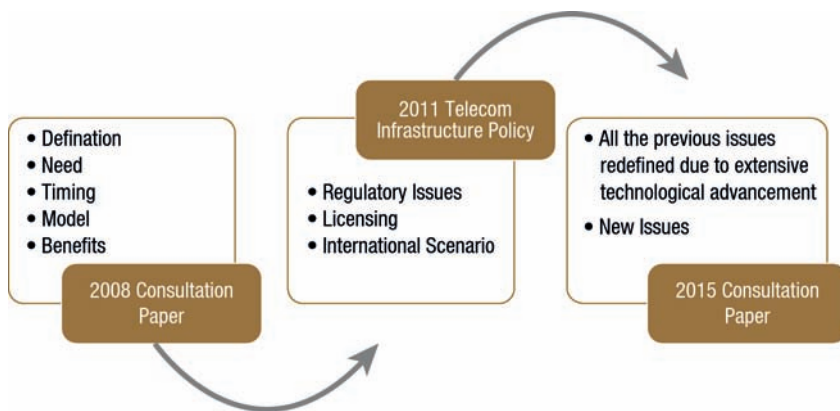 • Defination
• Need
• Timing
• Model
• Benefits
2008 Consultation
Paper
2011 Telecom
Infrastructure Policy
• Regulatory Issues
• Licensing
• International Scenario
• All the previous issues
redefined due to extensive
technological advancement
• New Issues
2015 Consultation
Paper